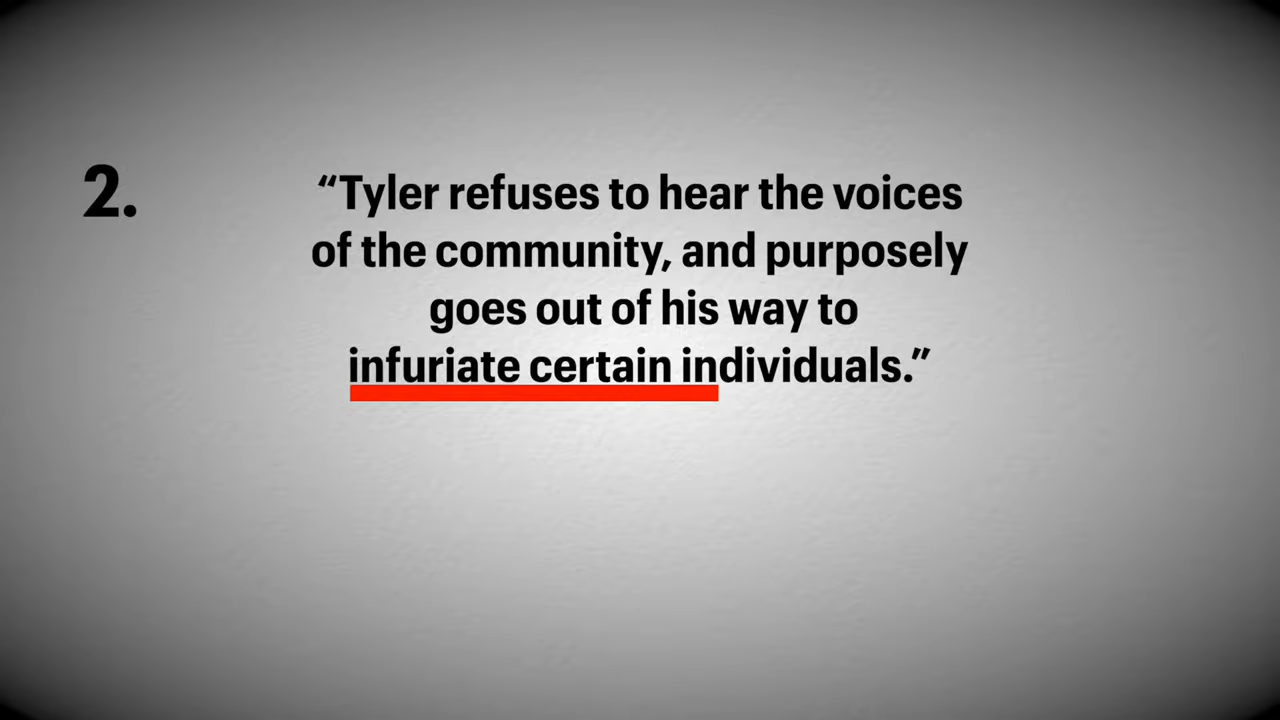 2.
“Tyler refuses to hear the voices
of the community, and purposely
goes out of his way to
infuriate certain individuals.”